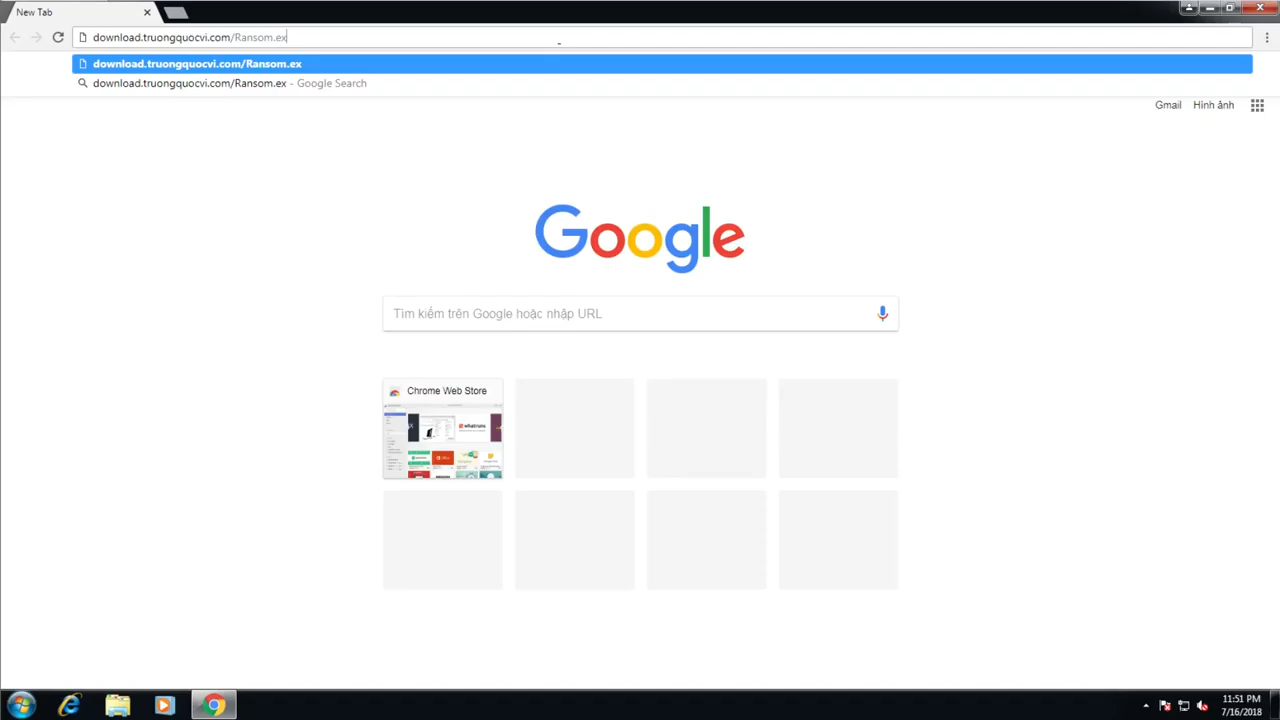 New Tab
download.truongquocvi.com/Ransom.ex
download.truongquocvi.com/Ransom.ex
download.truongquocvi.com/Ransom.ex - Google Search
Gmail Hình ảnh
Google
Tìm kiếm trên Google hoặc nhập URL
Chrome Web Store
11:51 PM
7/16/2018